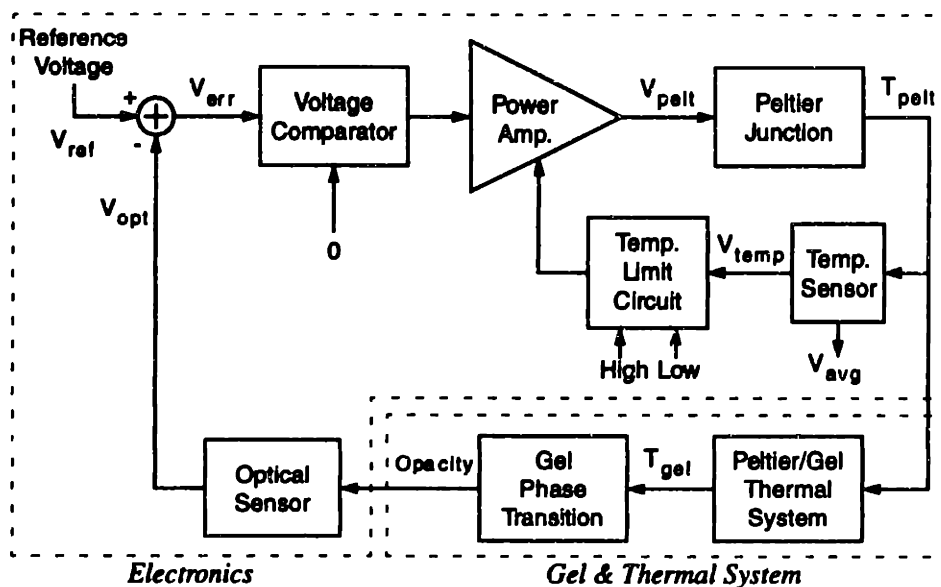 Reference
Voltage
+
V_ref
-
V_err
Voltage
Comparator
0
Power
Amp.
V_pelt
Peltier
Junction
T_pelt
V_opt
Temp.
Limit
Circuit
High Low
V_temp
Temp.
Sensor
V_avg
Optical
Sensor
Opacity
Gel
Phase
Transition
T_gel
Peltier/Gel
Thermal
System
Electronics
Gel & Thermal System